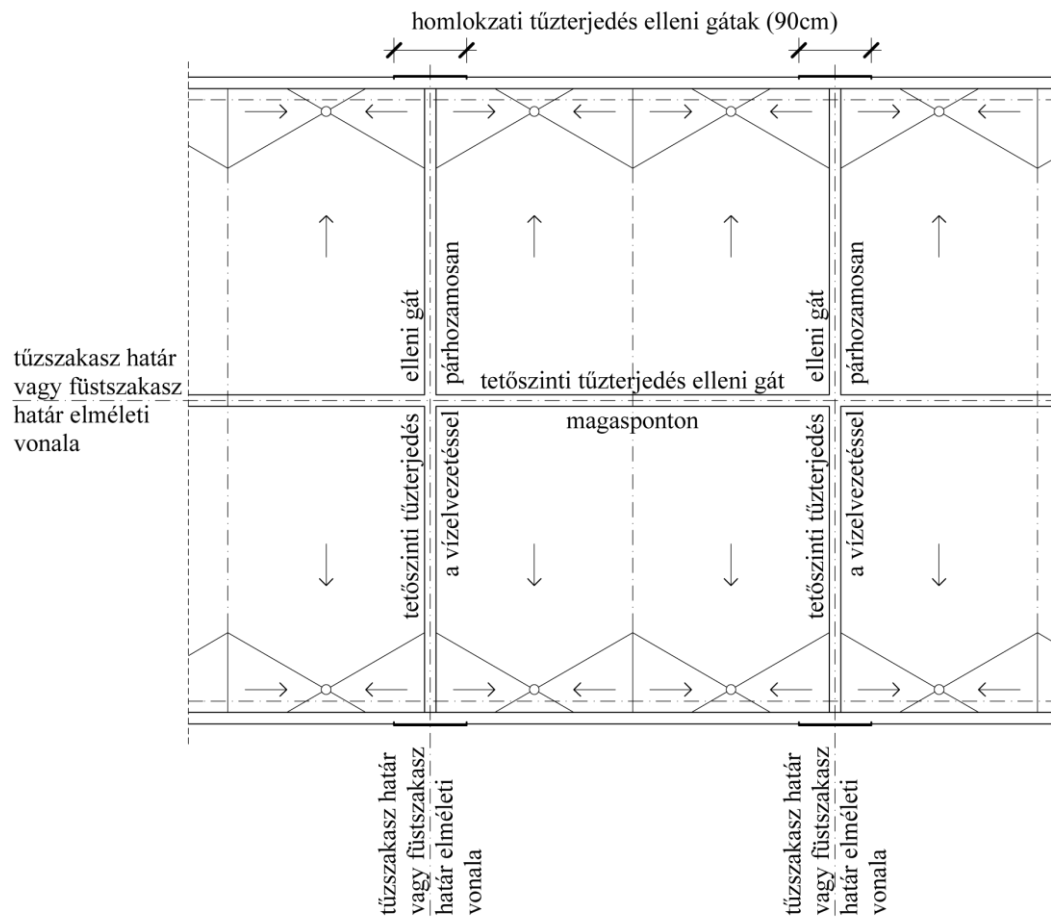 homlokzati tűzterjedés elleni gátak (90cm)
elleni gát
párhozamosan
elleni gát
párhozamosan
tűzszakasz határ
vagy füstszakasz
határ elméleti
vonala
tetőszinti tűzterjedés elleni gát
magasponton
tetőszinti tűzterjedés
a vízelvezetéssel
tetőszinti tűzterjedés
a vízelvezetéssel
tűzszakasz határ
vagy füstszakasz
határ elméleti
vonala
tűzszakasz határ
vagy füstszakasz
határ elméleti
vonala